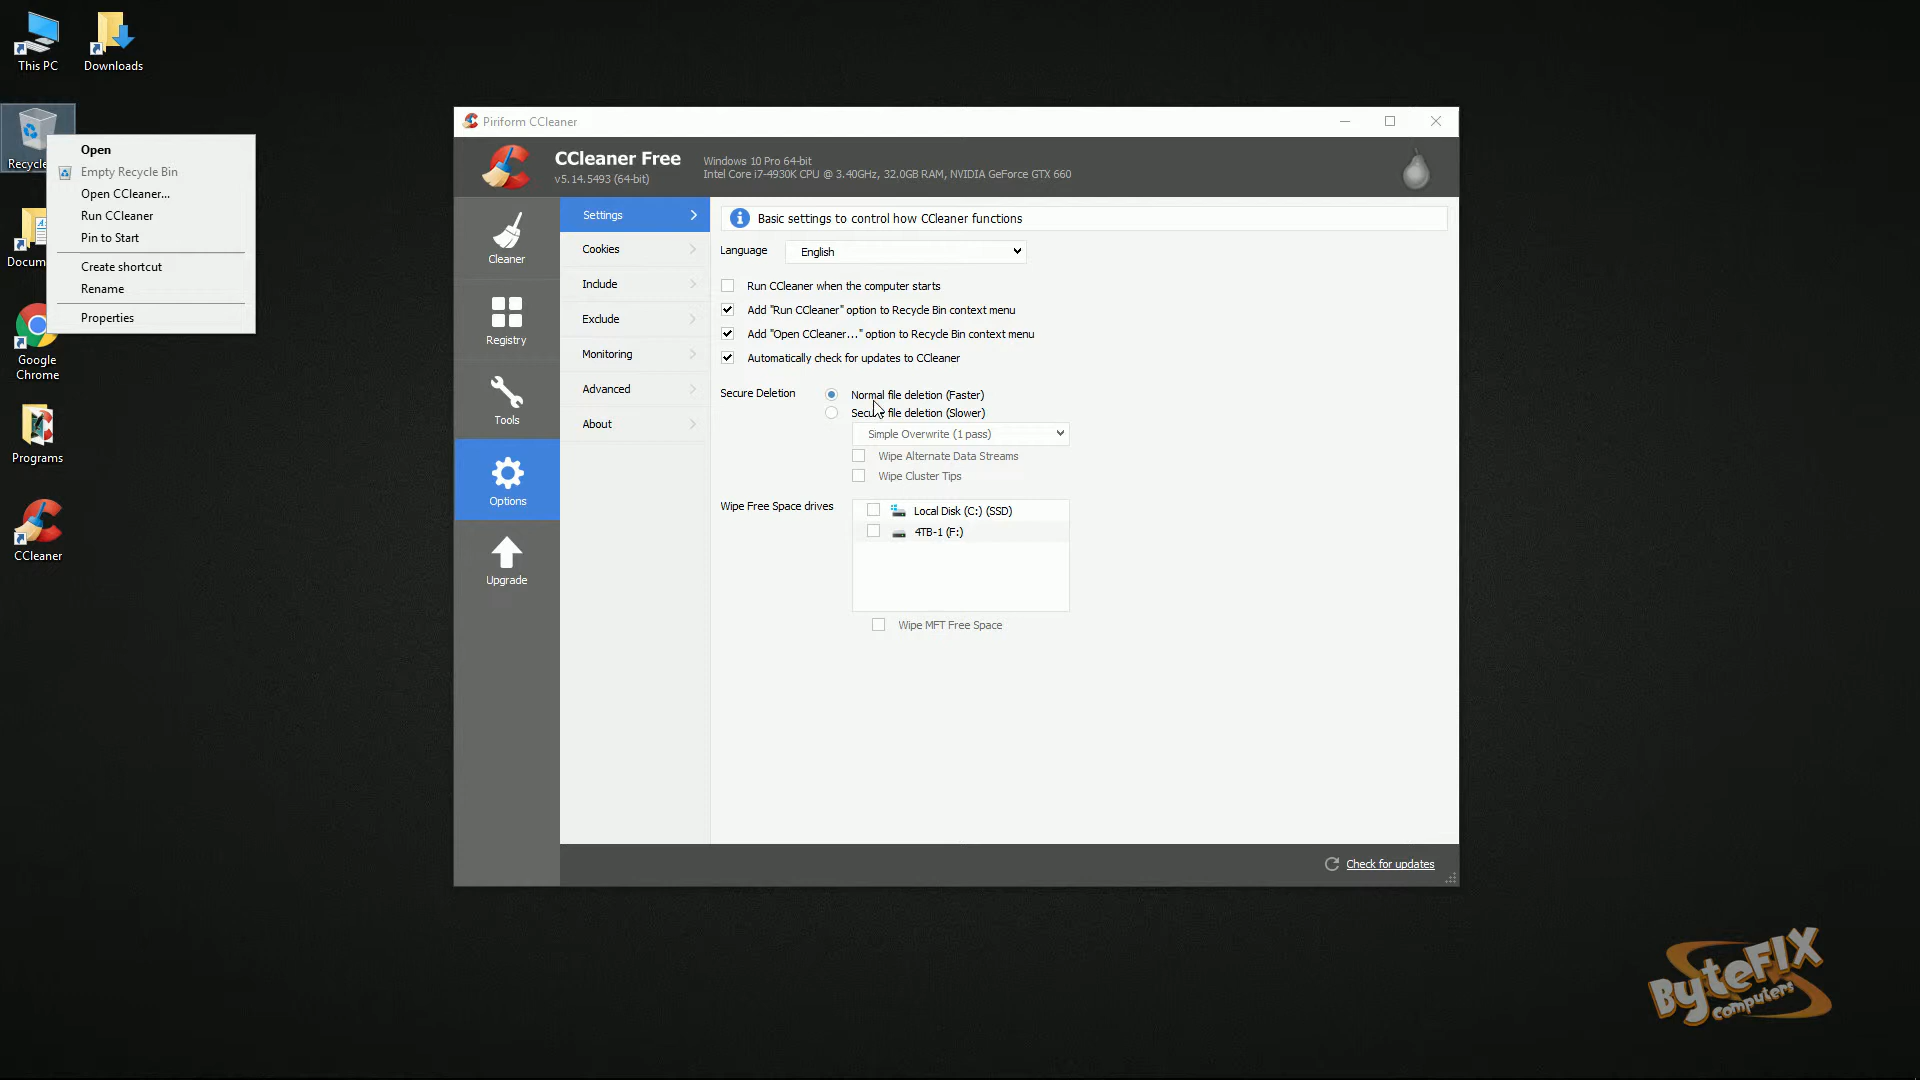 This PC
Downloads
Recycle
Open
Empty Recycle Bin
Open CCleaner...
Run CCleaner
Pin to Start
Create shortcut
Rename
Properties
Docum
Google
Chrome
Programs
CCleaner
Piriform CCleaner
CCleaner Free
v5.14.5493 (64-bit)
Windows 10 Pro 64-bit
Intel Core i7-4930K CPU @ 3.40GHz, 32.0GB RAM, NVIDIA GeForce GTX 660
Cleaner
Registry
Tools
Options
Upgrade
Settings
Cookies
Include
Exclude
Monitoring
Advanced
About
Basic settings to control how CCleaner functions
Language English
Run CCleaner when the computer starts
Add "Run CCleaner" option to Recycle Bin context menu
Add "Open CCleaner..." option to Recycle Bin context menu
Automatically check for updates to CCleaner
Secure Deletion
Normal file deletion (Faster)
Secure file deletion (Slower)
Simple Overwrite (1 pass)
Wipe Alternate Data Streams
Wipe Cluster Tips
Wipe Free Space drives
Local Disk (C:) (SSD)
4TB-1 (F:)
Wipe MFT Free Space
Check for updates
ByteFIX
Computers